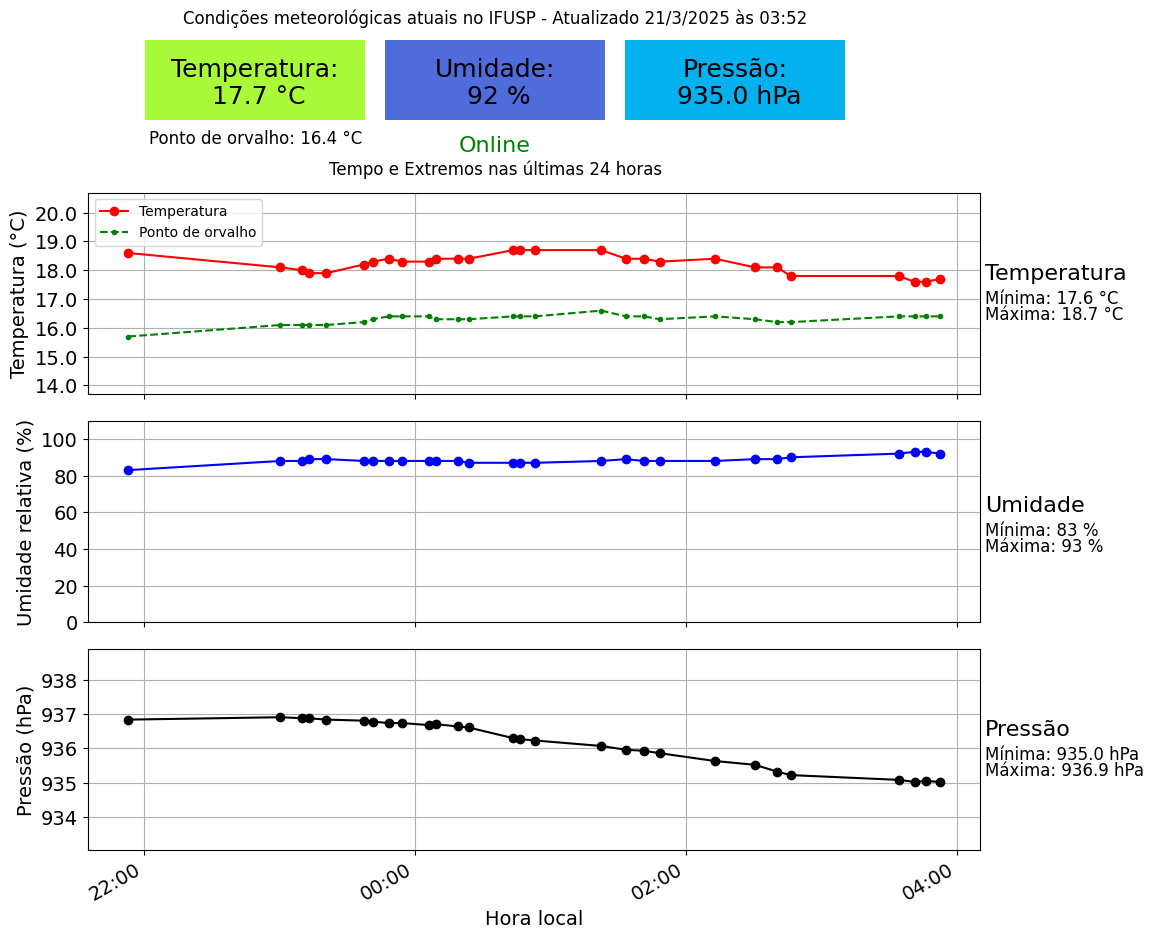 Condições meteorológicas atuais no IFUSP - Atualizado 21/3/2025 às 03:52
Temperatura:
17.7 °C
Umidade:
92 %
Pressão:
935.0 hPa
Ponto de orvalho: 16.4 °C
Online
Tempo e Extremos nas últimas 24 horas
Temperatura (°C)
20.0
19.0
18.0
17.0
16.0
15.0
14.0
Temperatura
Ponto de orvalho
Temperatura
Mínima: 17.6 °C
Máxima: 18.7 °C
Umidade relativa (%)
100
80
60
40
20
0
Umidade
Mínima: 83 %
Máxima: 93 %
Pressão (hPa)
938
937
936
935
934
Pressão
Mínima: 935.0 hPa
Máxima: 936.9 hPa
22:00
00:00
02:00
04:00
Hora local